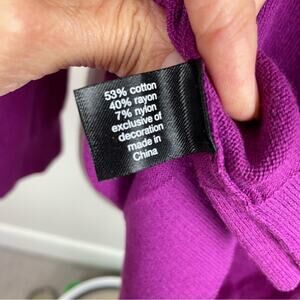 53% cotton
40% rayon
7% nylon
exclusive of
decoration
made in
China